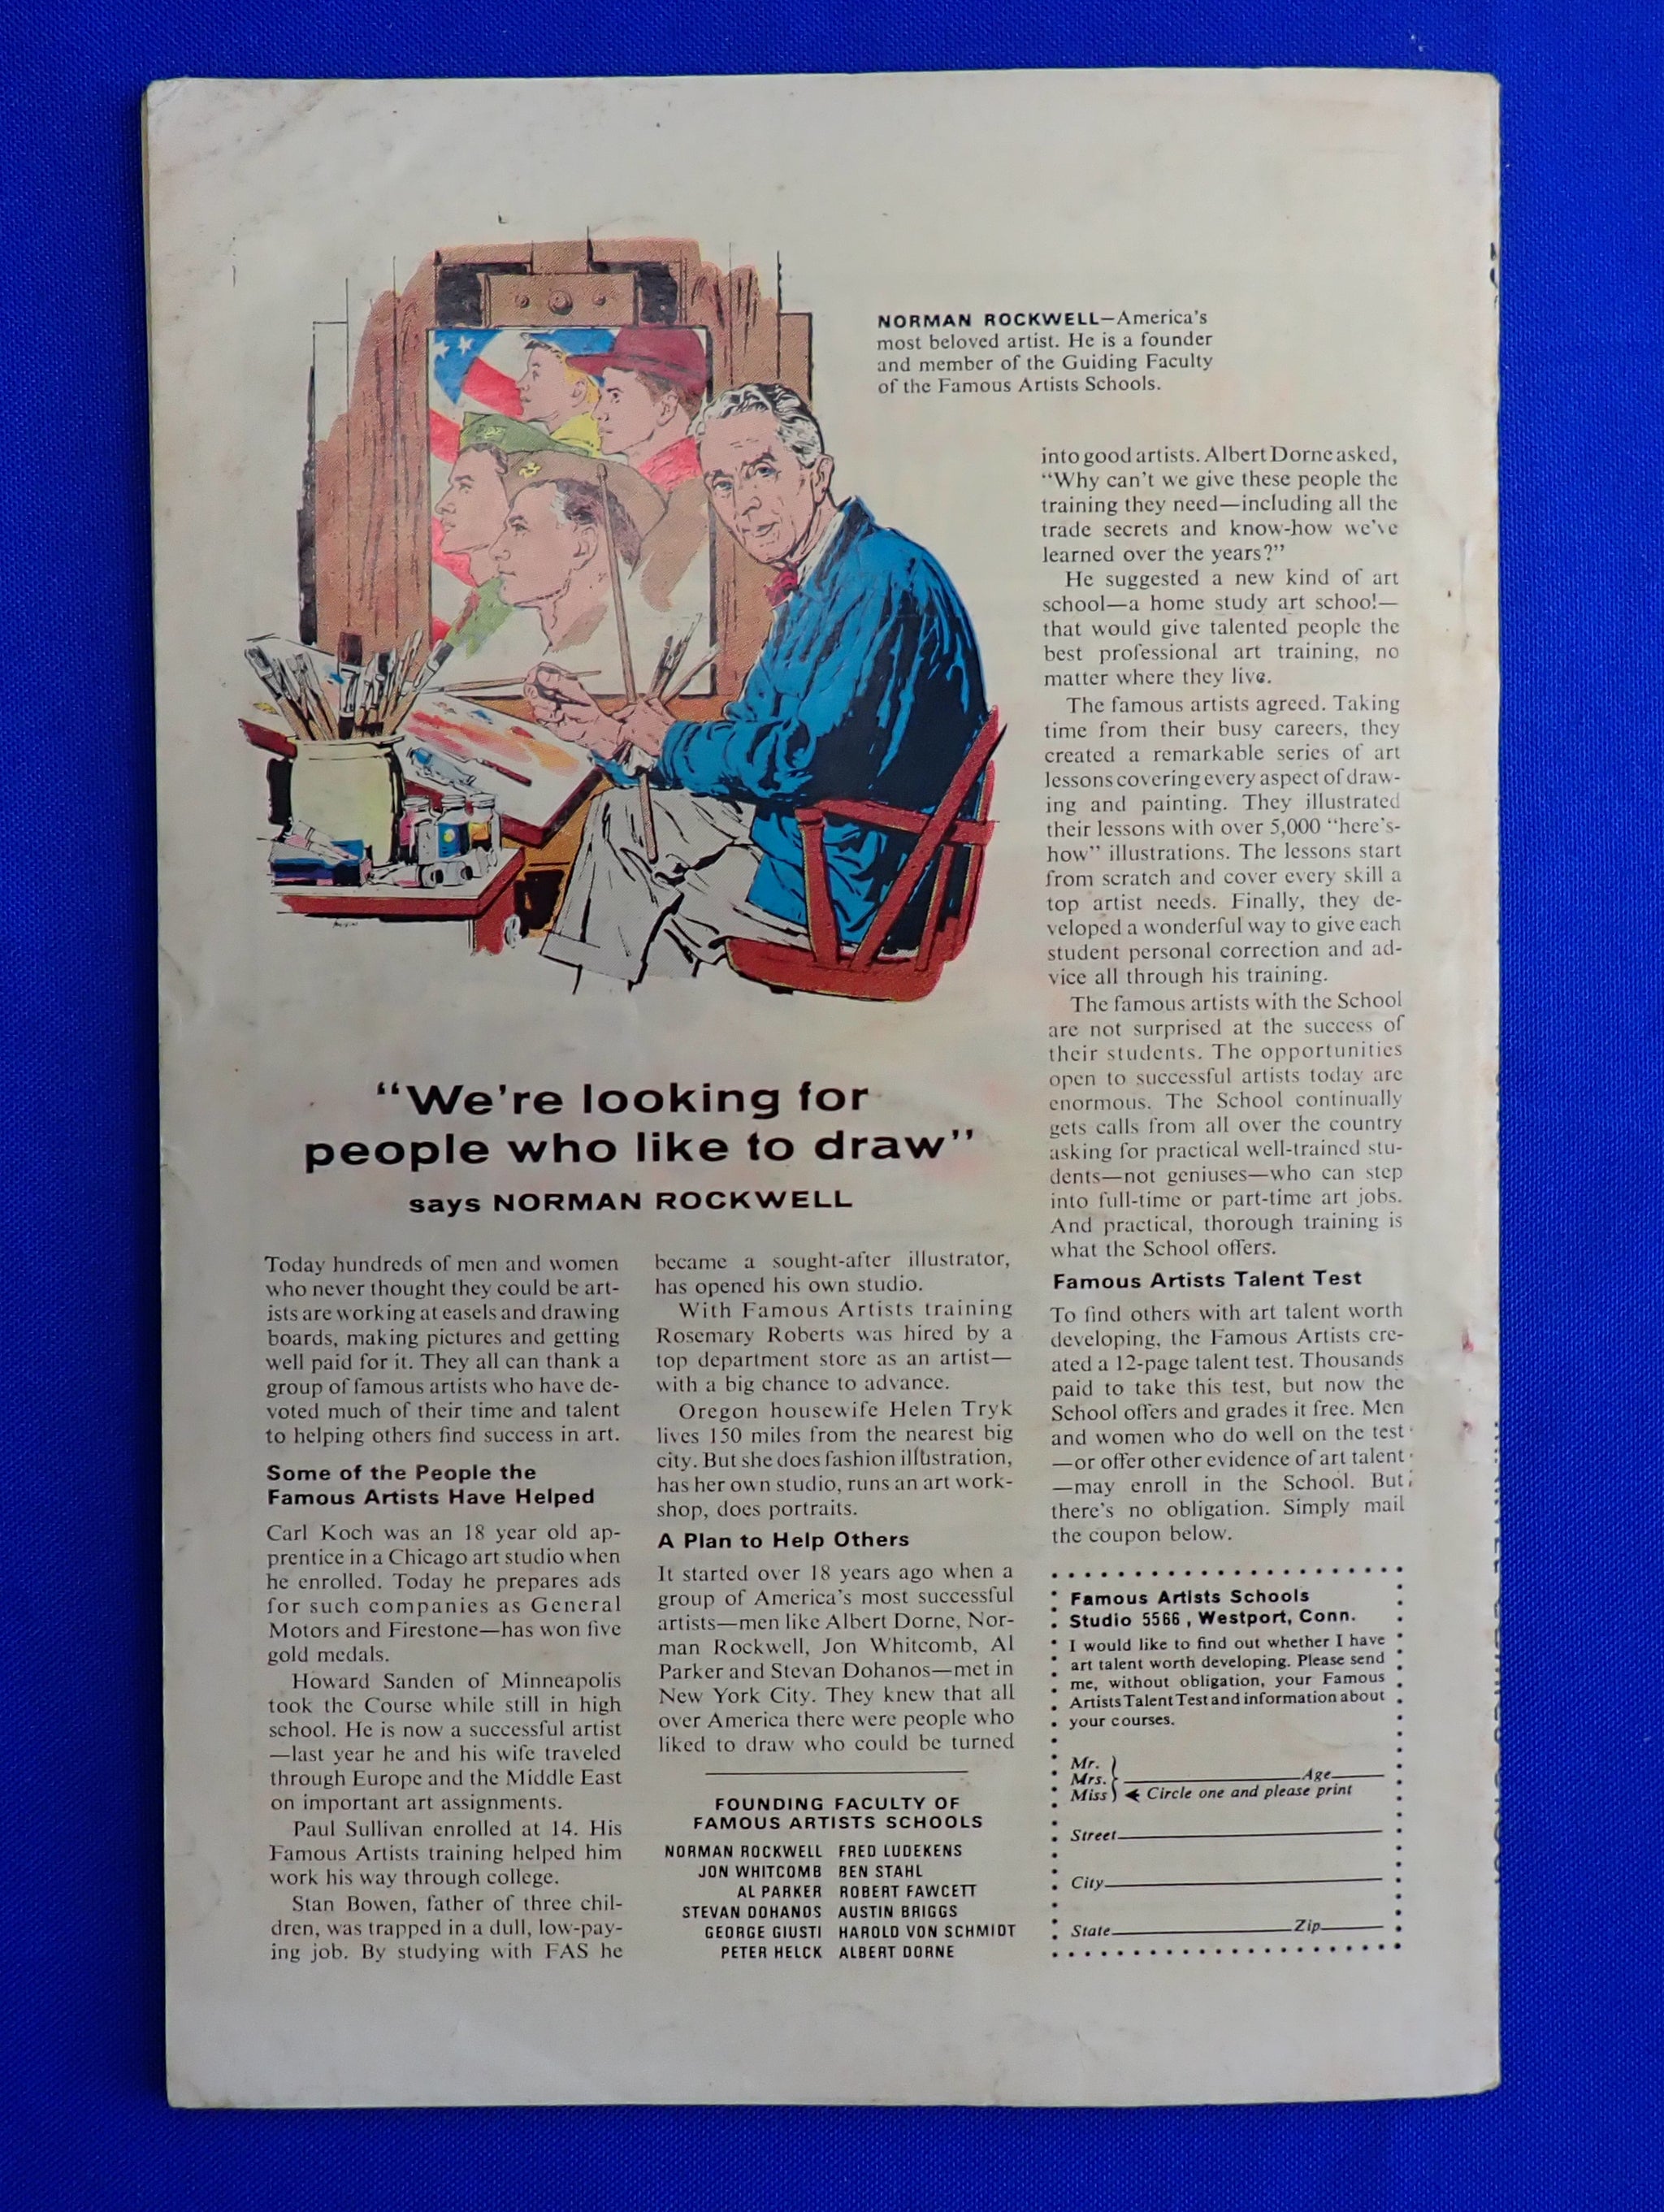 NORMAN ROCKWELL—America's
most beloved artist. He is a founder
and member of the Guiding Faculty
of the Famous Artists Schools.
"We're looking for
people who like to draw"
says NORMAN ROCKWELL
Today hundreds of men and women
who never thought they could be art-
ists are working at easels and drawing
boards, making pictures and getting
well paid for it. They all can thank a
group of famous artists who have de-
voted much of their time and talent
to helping others find success in art.
Some of the People the
Famous Artists Have Helped
Carl Koch was an 18 year old ap-
prentice in a Chicago art studio when
he enrolled. Today he prepares ads
for such companies as General
Motors and Firestone—has won five
gold medals.
Howard Sanden of Minneapolis
took the Course while still in high
school. He is now a successful artist
—last year he and his wife traveled
through Europe and the Middle East
on important art assignments.
Paul Sullivan enrolled at 14. His
Famous Artists training helped him
work his way through college.
Stan Bowen, father of three chil-
dren, was trapped in a dull, low-pay-
ing job. By studying with FAS he
became a sought-after illustrator,
has opened his own studio.
With Famous Artists training
Rosemary Roberts was hired by a
top department store as an artist—
with a big chance to advance.
Oregon housewife Helen Tryk
lives 150 miles from the nearest big
city. But she does fashion illustration,
has her own studio, runs an art work-
shop, does portraits.
A Plan to Help Others
It started over 18 years ago when a
group of America's most successful
artists—men like Albert Dorne, Nor-
man Rockwell, Jon Whitcomb, Al
Parker and Stevan Dohanos—met in
New York City. They knew that all
over America there were people who
liked to draw who could be turned
FOUNDING FACULTY OF
FAMOUS ARTISTS SCHOOLS
NORMAN ROCKWELL FRED LUDEKENS
JON WHITCOMB BEN STAHL
AL PARKER ROBERT FAWCETT
STEVAN DOHANOS AUSTIN BRIGGS
GEORGE GIUSTI HAROLD VON SCHMIDT
PETER HELCK ALBERT DORNE
into good artists. Albert Dorne asked,
"Why can't we give these people the
training they need—including all the
trade secrets and know-how we've
learned over the years?"
He suggested a new kind of art
school—a home study art school—
that would give talented people the
best professional art training, no
matter where they live.
The famous artists agreed. Taking
time from their busy careers, they
created a remarkable series of art
lessons covering every aspect of draw-
ing and painting. They illustrated
their lessons with over 5,000 "here's-
how" illustrations. The lessons start
from scratch and cover every skill a
top artist needs. Finally, they de-
veloped a wonderful way to give each
student personal correction and ad-
vice all through his training.
The famous artists with the School
are not surprised at the success of
their students. The opportunities
open to successful artists today are
enormous. The School continually
gets calls from all over the country
asking for practical well-trained stu-
dents—not geniuses—who can step
into full-time or part-time art jobs.
And practical, thorough training is
what the School offers.
Famous Artists Talent Test
To find others with art talent worth
developing, the Famous Artists cre-
ated a 12-page talent test. Thousands
paid to take this test, but now the
School offers and grades it free. Men
and women who do well on the test
—or offer other evidence of art talent
—may enroll in the School. But
there's no obligation. Simply mail
the coupon below.
Famous Artists Schools
Studio 5566, Westport, Conn.
I would like to find out whether I have
art talent worth developing. Please send
me, without obligation, your Famous
Artists Talent Test and information about
your courses.
Mr.
Mrs. Age
Miss Circle one and please print
Street
City
State Zip